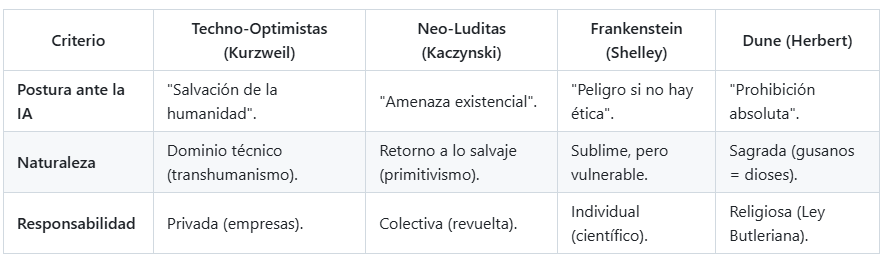 Criterio
Techno-Optimistas
(Kurzweil)
Neo-Luditas
(Kaczynski)
Frankenstein
(Shelley)
Dune (Herbert)
Postura ante la
IA
"Salvación de la
humanidad".
"Amenaza existencial".
"Peligro si no hay
ética".
"Prohibición
absoluta".
Naturaleza
Dominio técnico
(transhumanismo).
Retorno a lo salvaje
(primitivismo).
Sublime, pero
vulnerable.
Sagrada (gusanos
= dioses).
Responsabilidad
Privada (empresas).
Colectiva (revuelta).
Individual
(científico).
Religiosa (Ley
Butleriana).